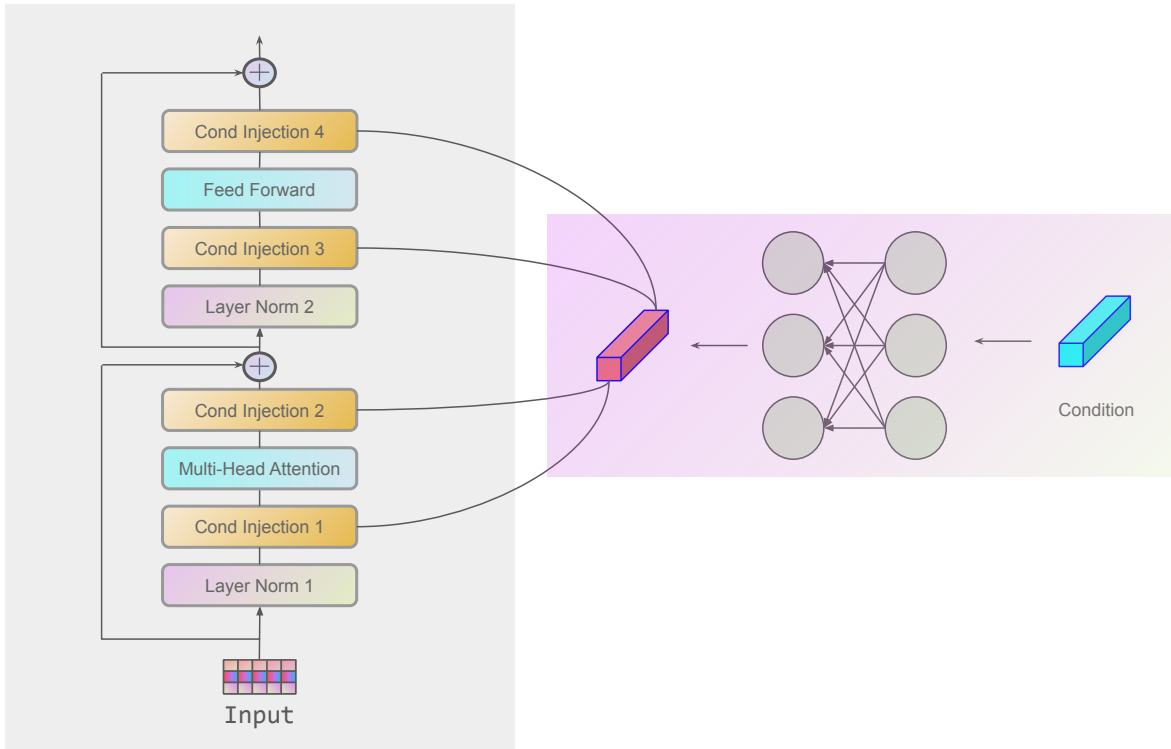 Cond Injection 4
Feed Forward
Cond Injection 3
Layer Norm 2
Cond Injection 2
Multi-Head Attention
Cond Injection 1
Layer Norm 1
Input
Condition